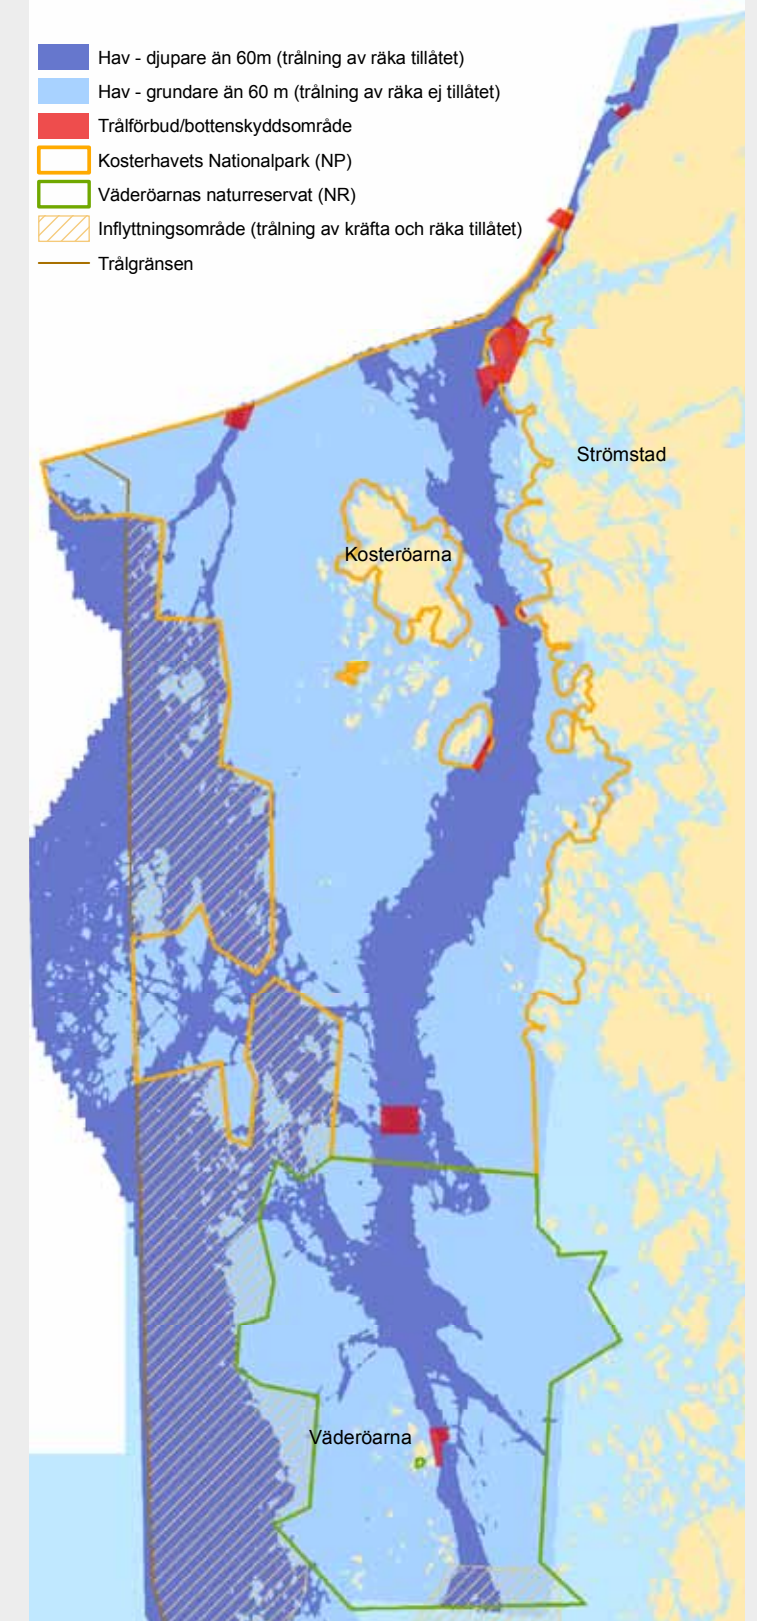 Hav - djupare än 60m (trålning av räka tillåtet)
Hav - grundare än 60 m (trålning av räka ej tillåtet)
Trålförbud/bottenskyddsområde
Kosterhavets Nationalpark (NP)
Väderöarnas naturreservat (NR)
Inflyttningsområde (trålning av kräfta och räka tillåtet)
Trålgränsen
Strömstad
Kosteröarna
Väderöarna